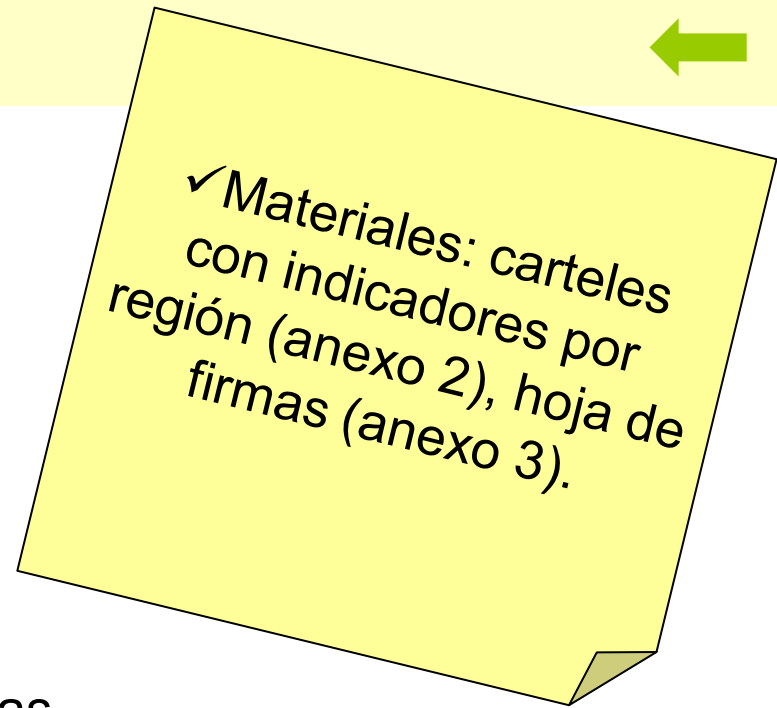 ✓Materiales: carteles
con indicadores por
región (anexo 2), hoja de
firmas (anexo 3).